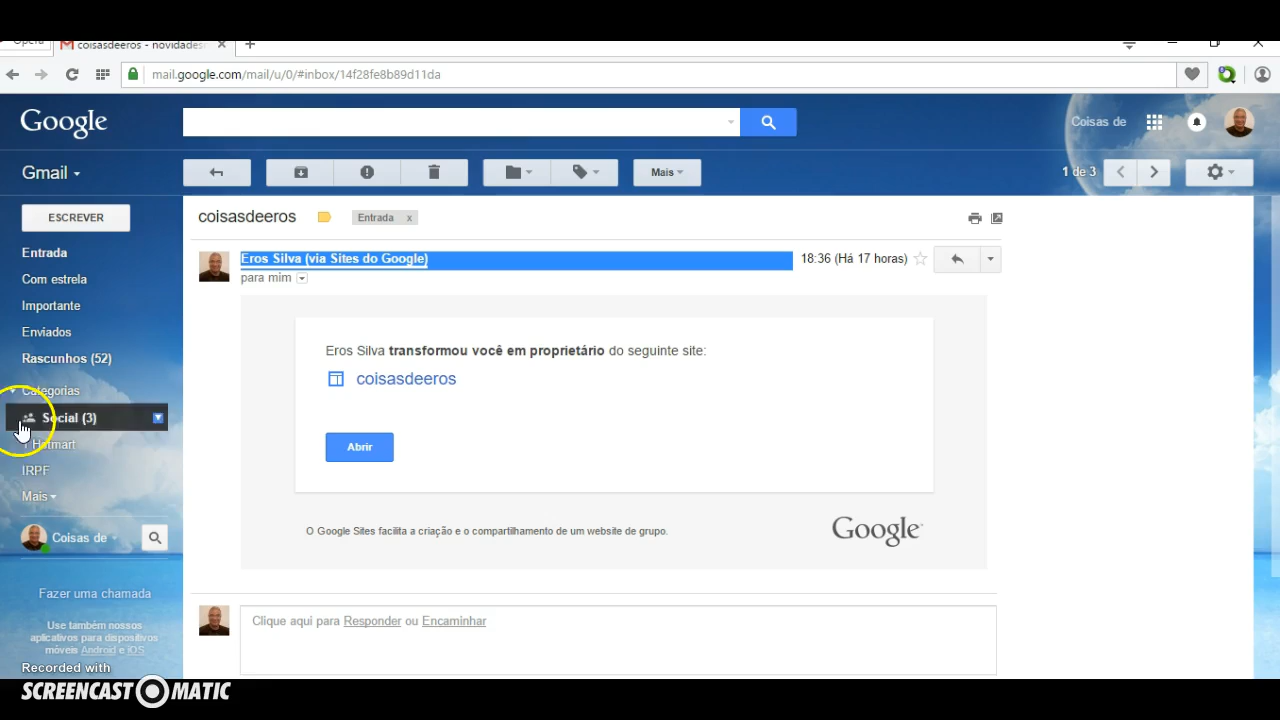 Opera
coisasdeeros - novidades
mail.google.com/mail/u/0/#inbox/14f28fe8b89d11da
Google
Coisas de
Gmail
Mais
1 de 3
ESCREVER
coisasdeeros
Entrada x
Entrada
Eros Silva (via Sites do Google)
18:36 (Há 17 horas)
para mim
Com estrela
Importante
Enviados
Rascunhos (52)
Categorias
Social (3)
Hotmart
IRPF
Mais
Eros Silva transformou você em proprietário do seguinte site:
coisasdeeros
Abrir
O Google Sites facilita a criação e o compartilhamento de um website de grupo.
Google
Coisas de
Fazer uma chamada
Use também nossos
aplicativos para dispositivos
móveis Android e iOS
Clique aqui para Responder ou Encaminhar
Recorded with
SCREENCAST MATIC